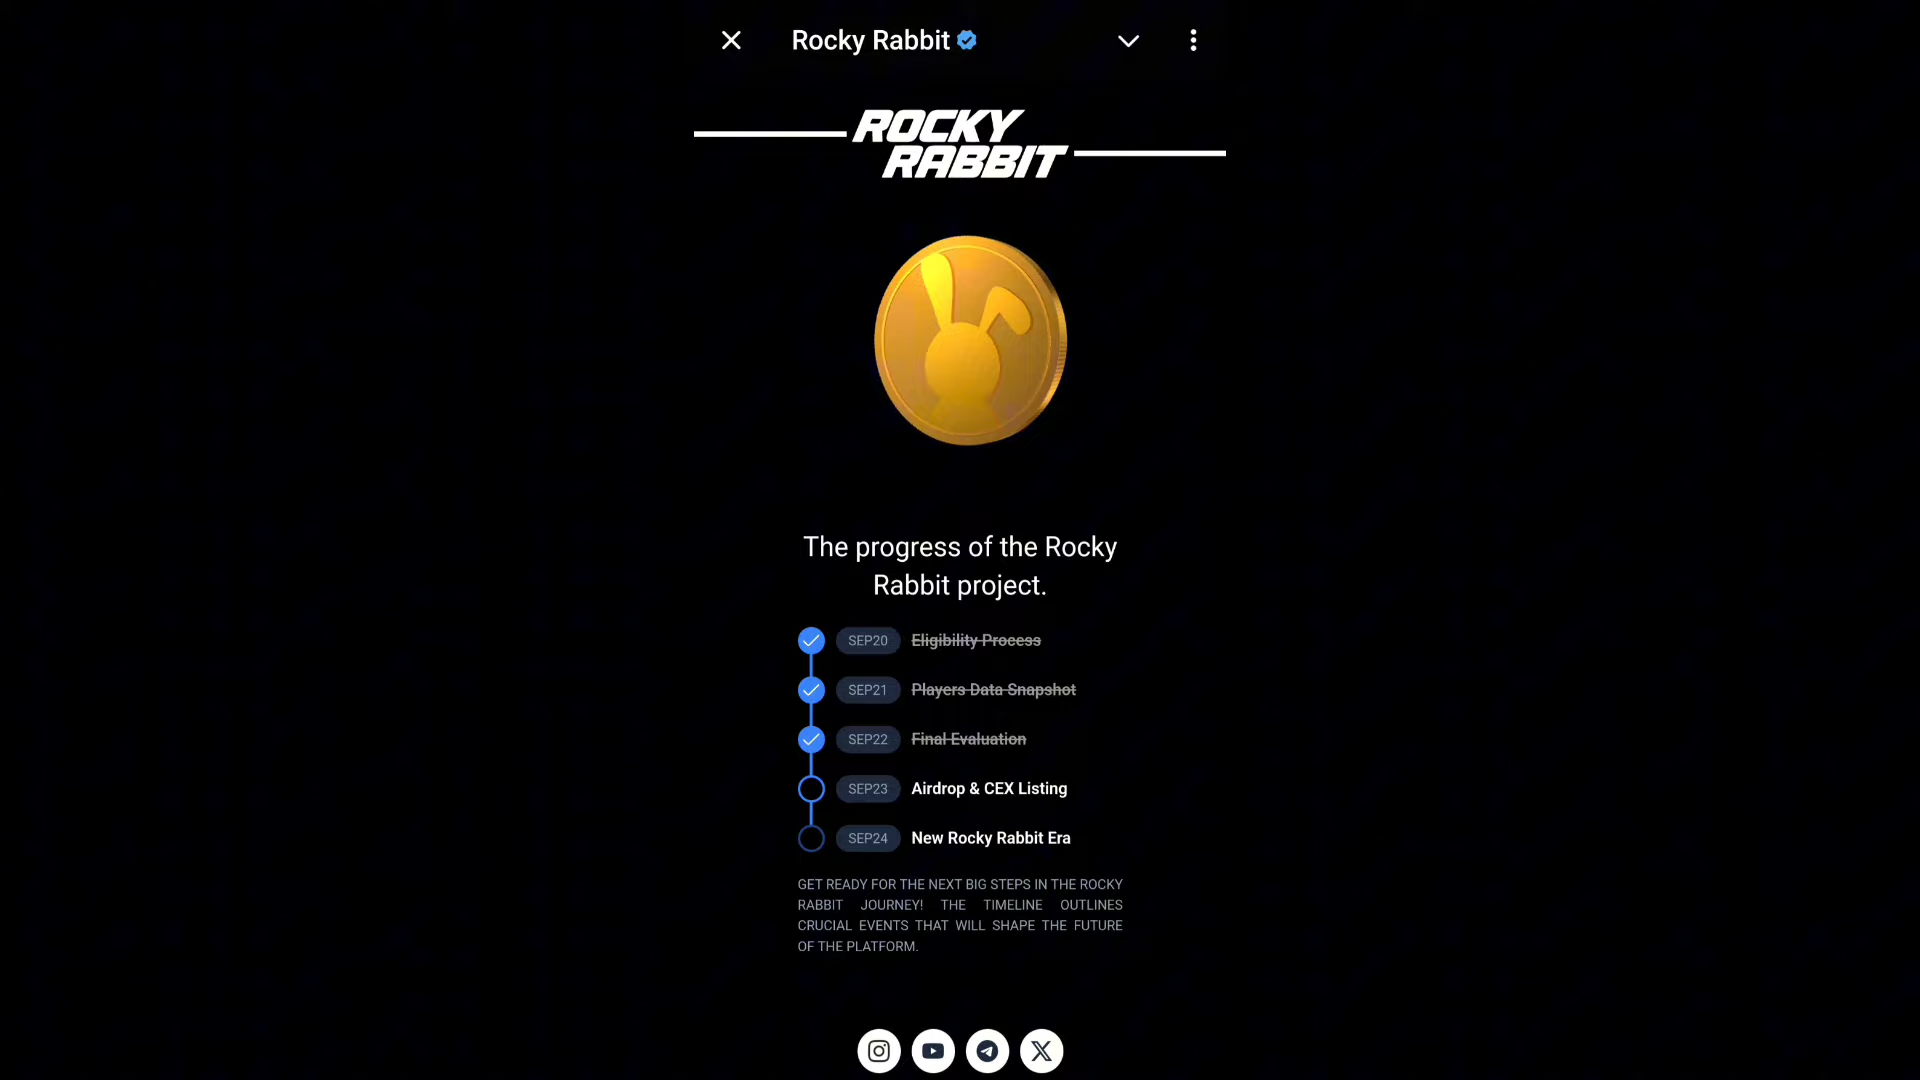 Rocky Rabbit
ROCKY
RABBIT
The progress of the Rocky
Rabbit project.
SEP20 Eligibility Process
SEP21 Players Data Snapshot
SEP22 Final Evaluation
SEP23 Airdrop & CEX Listing
SEP24 New Rocky Rabbit Era
GET READY FOR THE NEXT BIG STEPS IN THE ROCKY
RABBIT JOURNEY! THE TIMELINE OUTLINES
CRUCIAL EVENTS THAT WILL SHAPE THE FUTURE
OF THE PLATFORM.